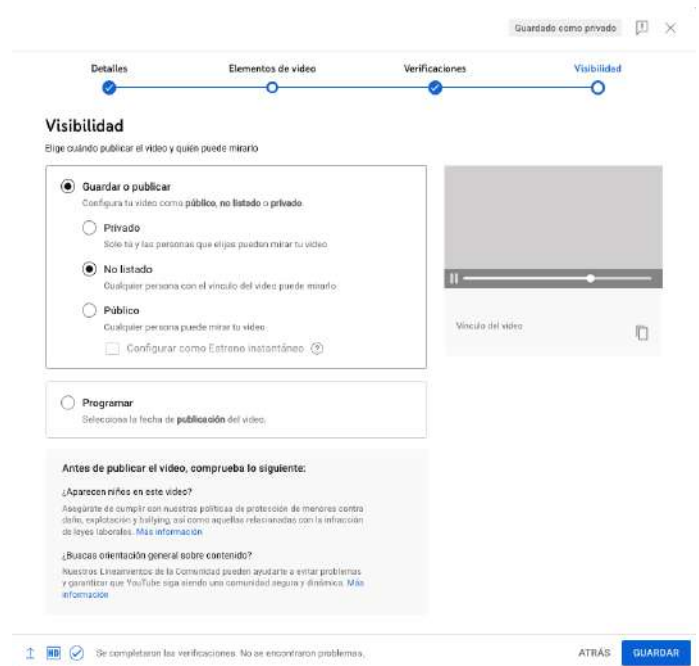 Guardado como privado
Detalles
Elementos de video
Verificaciones
Visibilidad
Visibilidad
Elige cuándo publicar el video y quién puede mirarlo
Guardar o publicar
Configura tu video como público, no listado o privado.
Privado
Solo tú y las personas que elijas pueden mirar tu video
No listado
Cualquier persona con el vínculo del video puede mirarlo
Público
Cualquier persona puede mirar tu video
Configurar como Estreno instantáneo
Programar
Selecciona la fecha de publicación del video.
Vínculo del video
Antes de publicar el video, comprueba lo siguiente:
¿Aparecen niños en este video?
Asegúrate de cumplir con nuestras políticas de protección de menores contra
daño, explotación y bullying, así como aquellas relacionadas con la infracción
de leyes laborales. Más información
¿Buscas orientación general sobre contenido?
Nuestros Lineamientos de la Comunidad pueden ayudarte a evitar problemas
y garantizar que YouTube siga siendo una comunidad segura y dinámica. Más
información
HD
Se completaron las verificaciones. No se encontraron problemas.
ATRÁS
GUARDAR